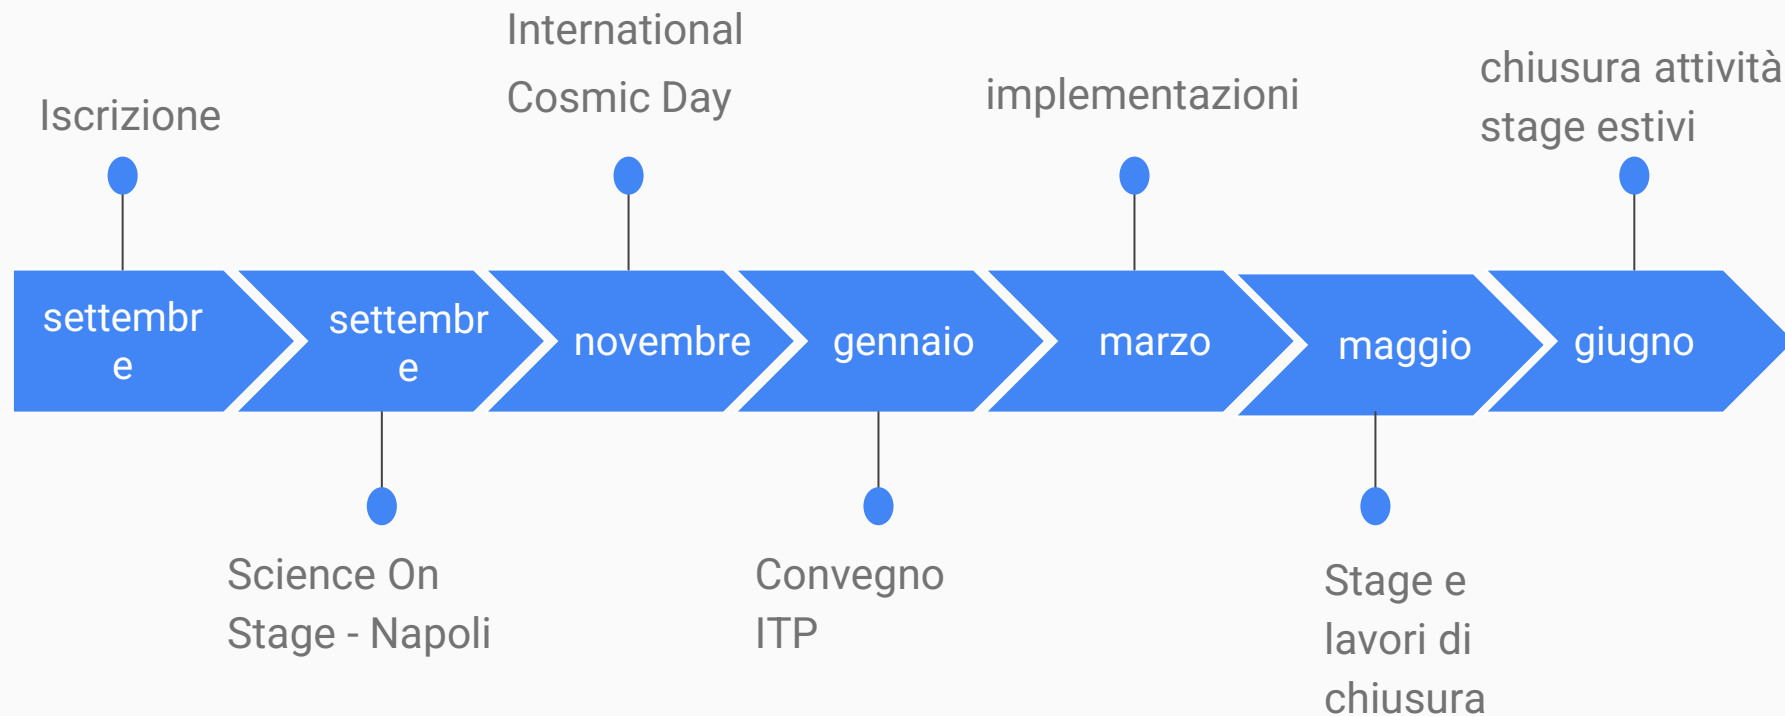 International
Cosmic Day
Iscrizione
implementazioni
chiusura attività
stage estivi
settembr
e
settembr
e
novembre
gennaio
marzo
maggio
giugno
Science On
Stage - Napoli
Convegno
ITP
Stage e
lavori di
chiusura